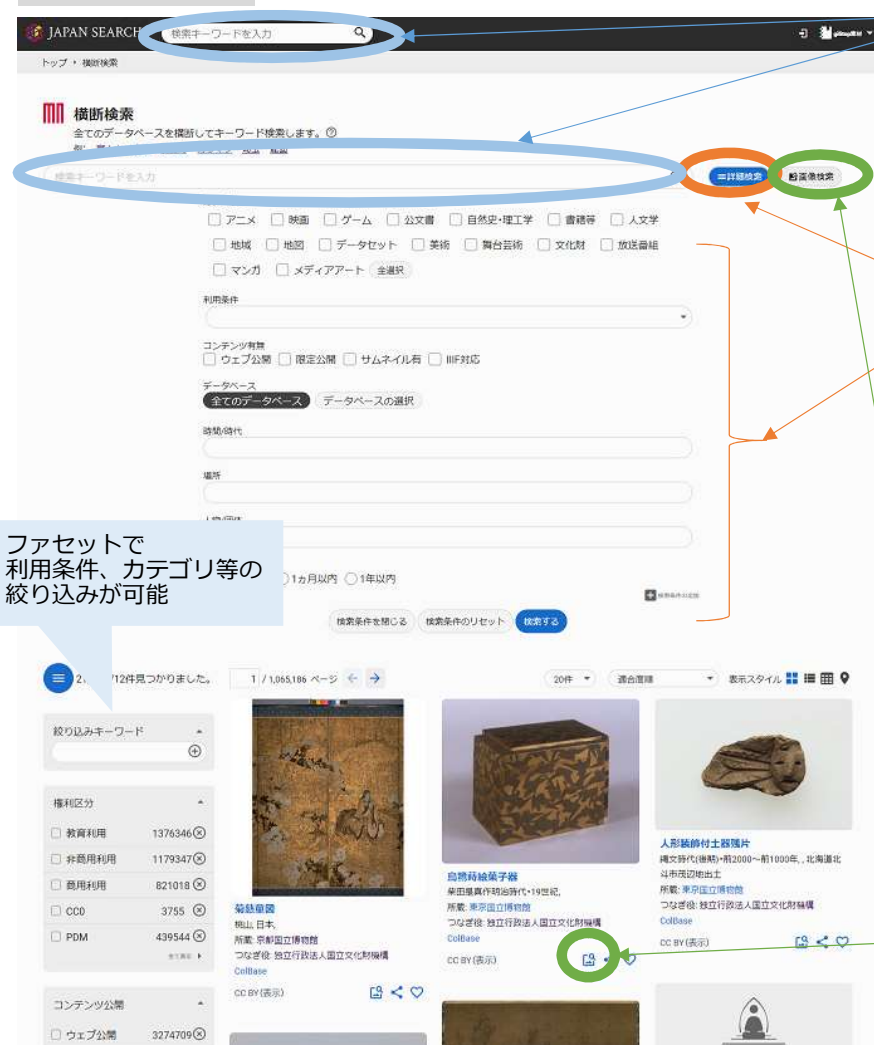 JAPAN SEARCH
検索キーワードを入力
トップ ・ 横断検索
横断検索
全てのデータベースを横断してキーワード検索します。
検索キーワードを入力
詳細検索
画像検索
アニメ 映画 ゲーム 公文書 自然史・理工学 書籍等 人文学
地域 地図 データセット 美術 舞台芸術 文化財 放送番組
マンガ メディアアート 全選択
利用条件
コンテンツ有無
ウェブ公開 限定公開 サムネイル有 IIIF対応
データベース
全てのデータベース データベースの選択
時間/時代
場所
ファセットで
利用条件、カテゴリ等の
絞り込みが可能
1ヵ月以内 1年以内
検索条件を閉じる 検索条件のリセット 検索する
12件見つかりました。
1 / 1,065,186 ページ
20件
適合度順
表示スタイル
絞り込みキーワード
権利区分
教育利用 1376346
非商用利用 1179347
商用利用 821018
CC0 3755
PDM 439544
コンテンツ公開
ウェブ公開 3274709
菊慈童図
桃山, 日本,
所蔵: 京都国立博物館
つなぎ役: 独立行政法人国立文化財機構
ColBase
CC BY (表示)
烏鷺蒔絵菓子器
柴田是真作明治時代・19世紀,
所蔵: 東京国立博物館
つなぎ役: 独立行政法人国立文化財機構
ColBase
CC BY (表示)
人形装飾付土器残片
縄文時代(後期)・前2000〜前1000年, , 北海道北
斗市茂辺地出土
所蔵: 東京国立博物館
つなぎ役: 独立行政法人国立文化財機構
ColBase
CC BY (表示)